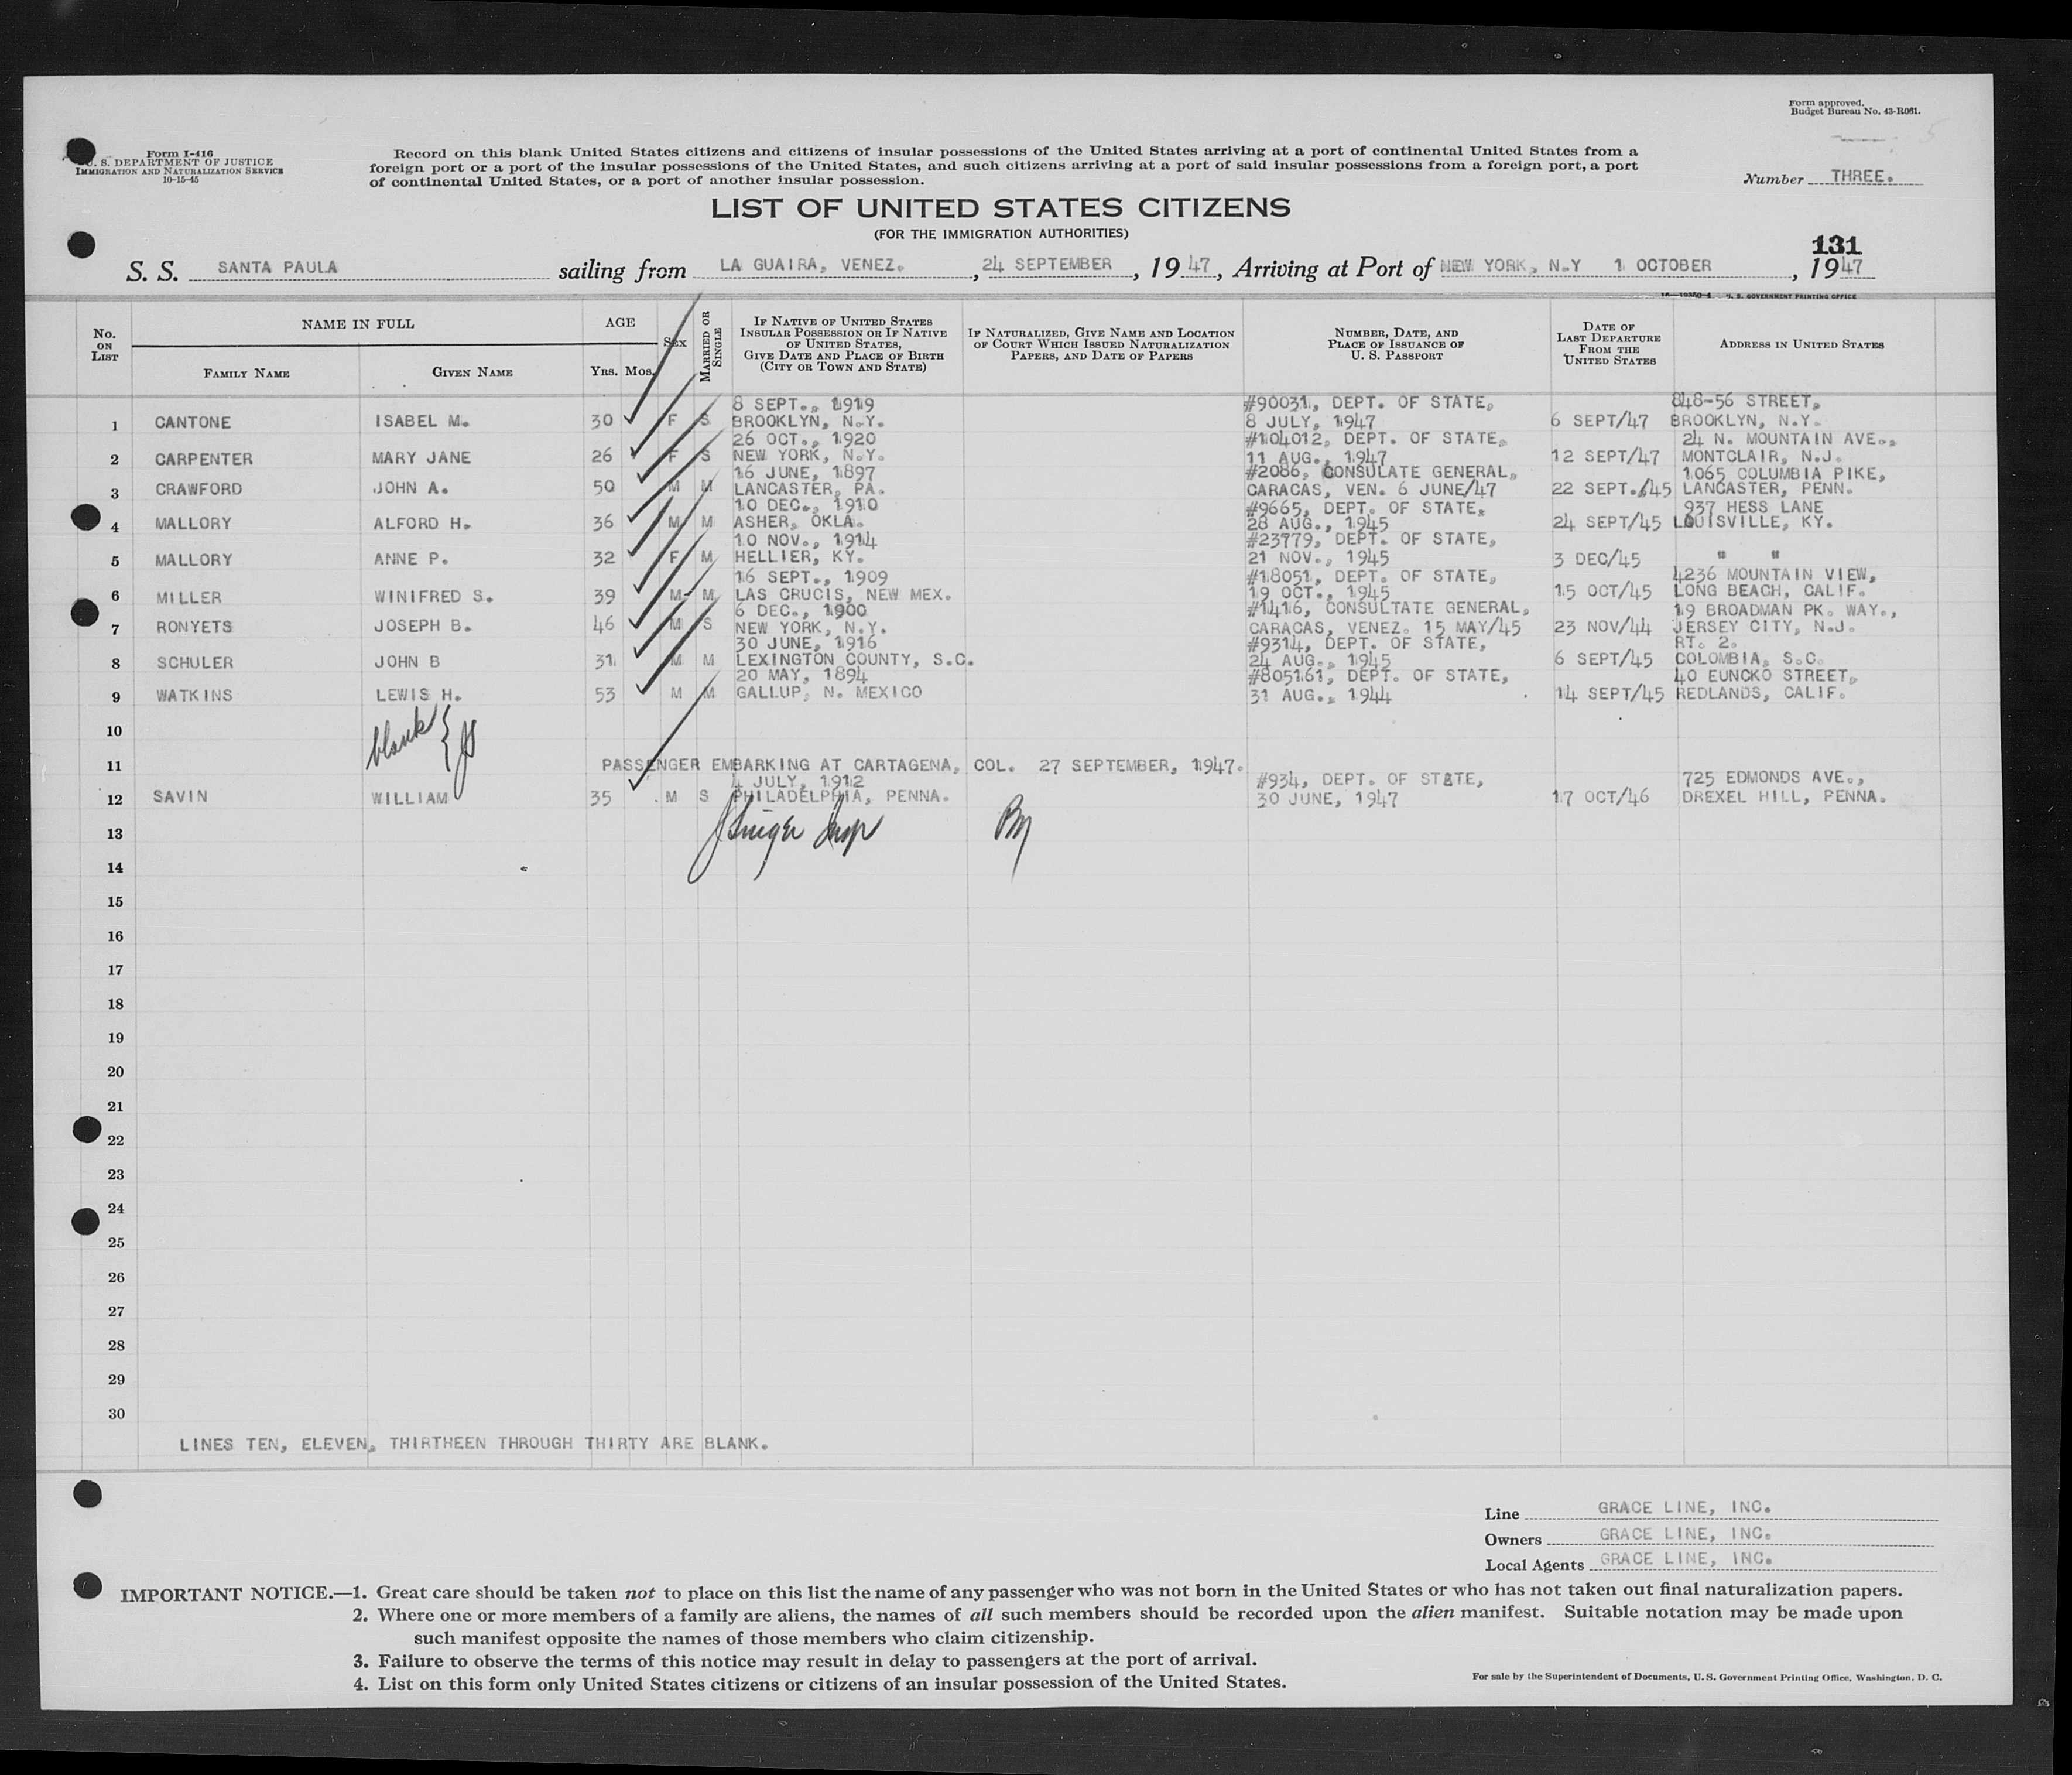 Form approved.
Budget Bureau No. 43-R061.
Form I-416
U. S. DEPARTMENT OF JUSTICE
IMMIGRATION AND NATURALIZATION SERVICE
10-15-45
Record on this blank United States citizens and citizens of insular possessions of the United States arriving at a port of continental United States from a
foreign port or a port of the insular possessions of the United States, and such citizens arriving at a port of said insular possessions from a foreign port, a port
of continental United States, or a port of another insular possession.
Number THREE.
LIST OF UNITED STATES CITIZENS
(FOR THE IMMIGRATION AUTHORITIES)
131
S. S. SANTA PAULA sailing from LA GUAIRA, VENEZ. , 24 SEPTEMBER , 19 47, Arriving at Port of NEW YORK, N.Y 1 OCTOBER , 1947
U. S. GOVERNMENT PRINTING OFFICE
No. ON LIST
NAME IN FULL
FAMILY NAME
GIVEN NAME
AGE
YRS. MOS.
SEX
MARRIED OR SINGLE
IF NATIVE OF UNITED STATES INSULAR POSSESSION OR IF NATIVE OF UNITED STATES, GIVE DATE AND PLACE OF BIRTH (CITY OR TOWN AND STATE)
IF NATURALIZED, GIVE NAME AND LOCATION OF COURT WHICH ISSUED NATURALIZATION PAPERS, AND DATE OF PAPERS
NUMBER, DATE, AND PLACE OF ISSUANCE OF U. S. PASSPORT
DATE OF LAST DEPARTURE FROM THE UNITED STATES
ADDRESS IN UNITED STATES
8 SEPT., 1919 #90031, DEPT. OF STATE, 848-56 STREET,
1 CANTONE ISABEL M. 30 F S BROOKLYN, N.Y. 8 JULY, 1947 6 SEPT/47 BROOKLYN, N.Y.
26 OCT., 1920 #104012, DEPT. OF STATE, 24 N. MOUNTAIN AVE.,
2 CARPENTER MARY JANE 26 F S NEW YORK, N.Y. 11 AUG., 1947 12 SEPT/47 MONTCLAIR, N.J.
16 JUNE, 1897 #2086, CONSULATE GENERAL, 1065 COLUMBIA PIKE,
3 CRAWFORD JOHN A. 50 M M LANCASTER, PA. CARACAS, VEN. 6 JUNE/47 22 SEPT./45 LANCASTER, PENN.
10 DEC., 1910 #9665, DEPT. OF STATE, 937 HESS LANE
4 MALLORY ALFORD H. 36 M M ASHER, OKLA. 28 AUG., 1945 24 SEPT/45 LOUISVILLE, KY.
10 NOV., 1914 #23779, DEPT. OF STATE,
5 MALLORY ANNE P. 32 F M HELLIER, KY. 21 NOV., 1945 3 DEC/45 " "
16 SEPT., 1909 #18051, DEPT. OF STATE, 4236 MOUNTAIN VIEW,
6 MILLER WINIFRED S. 39 M M LAS CRUCIS, NEW MEX. 19 OCT., 1945 15 OCT/45 LONG BEACH, CALIF.
6 DEC., 1900 #1416, CONSULTATE GENERAL, 19 BROADMAN PK. WAY.,
7 RONYETS JOSEPH B. 46 M S NEW YORK, N.Y. CARACAS, VENEZ. 15 MAY/45 23 NOV/44 JERSEY CITY, N.J.
30 JUNE, 1916 #9314, DEPT. OF STATE, RT. 2.
8 SCHULER JOHN B 31 M M LEXINGTON COUNTY, S.C. 24 AUG., 1945 6 SEPT/45 COLOMBIA, S.C.
20 MAY, 1894 #805161, DEPT. OF STATE, 40 EUNCKO STREET,
9 WATKINS LEWIS H. 53 M M GALLUP, N. MEXICO 31 AUG., 1944 14 SEPT/45 REDLANDS, CALIF.
10
blank
11 PASSENGER EMBARKING AT CARTAGENA, COL. 27 SEPTEMBER, 1947.
4 JULY, 1912 #934, DEPT. OF STATE, 725 EDMONDS AVE.,
12 SAVIN WILLIAM 35 M S PHILADELPHIA, PENNA. 30 JUNE, 1947 17 OCT/46 DREXEL HILL, PENNA.
13
14
15
16
17
18
19
20
21
22
23
24
25
26
27
28
29
30
LINES TEN, ELEVEN, THIRTHEEN THROUGH THIRTY ARE BLANK.
Line GRACE LINE, INC.
Owners GRACE LINE, INC.
Local Agents GRACE LINE, INC.
IMPORTANT NOTICE.—1. Great care should be taken not to place on this list the name of any passenger who was not born in the United States or who has not taken out final naturalization papers.
2. Where one or more members of a family are aliens, the names of all such members should be recorded upon the alien manifest. Suitable notation may be made upon
such manifest opposite the names of those members who claim citizenship.
3. Failure to observe the terms of this notice may result in delay to passengers at the port of arrival.
4. List on this form only United States citizens or citizens of an insular possession of the United States.
For sale by the Superintendent of Documents, U. S. Government Printing Office, Washington, D. C.